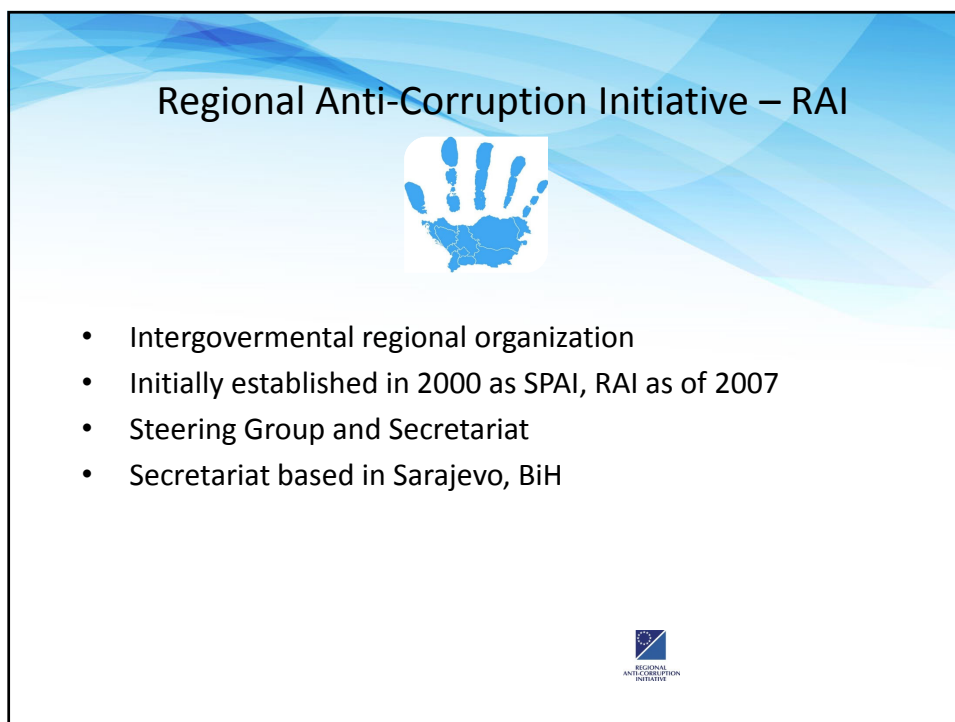 Regional Anti-Corruption Initiative – RAI
• Intergovermental regional organization
• Initially established in 2000 as SPAI, RAI as of 2007
• Steering Group and Secretariat
• Secretariat based in Sarajevo, BiH
REGIONAL
ANTI-CORRUPTION
INITIATIVE